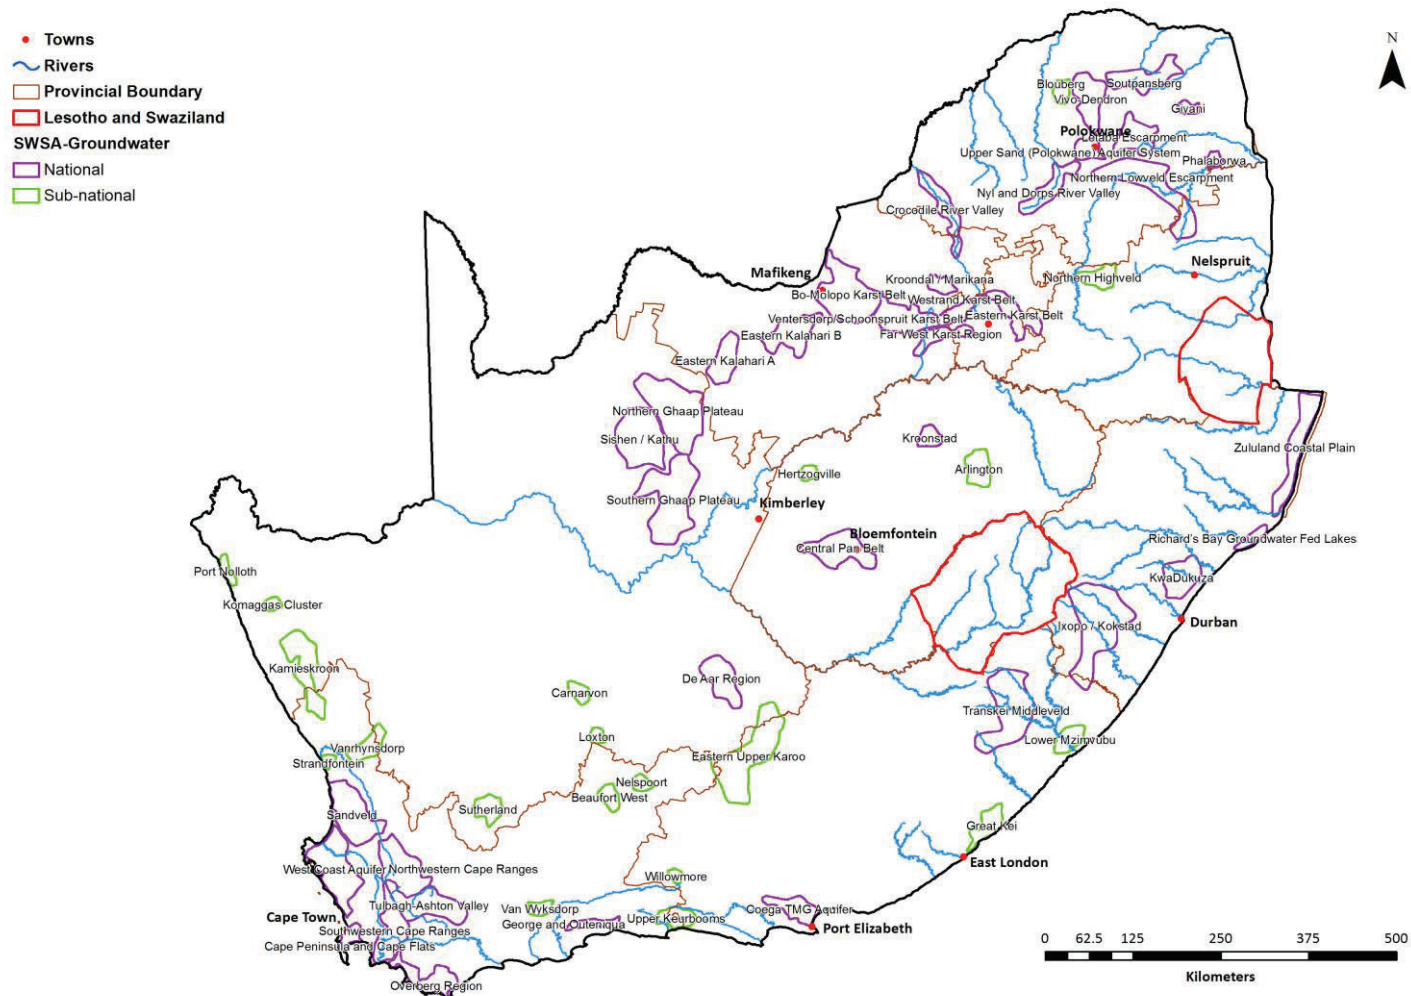 Towns
Rivers
Provincial Boundary
Lesotho and Swaziland
SWSA-Groundwater
National
Sub-national
N
Blouberg
Soutpansberg
Vivo-Dendron
Giyani
Polokwane
Letaba Escarpment
Upper Sand (Polokwane) Aquifer System
Phalaborwa
Northern Lowveld Escarpment
Nyl and Dorps River Valley
Crocodile River Valley
Mafikeng
Nelspruit
Northern Highveld
Kroondal / Marikana
Bo-Molopo Karst Belt
Westrand Karst Belt
Ventersdorp/Schoonspruit Karst Belt
Eastern Karst Belt
Eastern Kalahari B
Far West Karst Region
Eastern Kalahari A
Northern Ghaap Plateau
Sishen / Kathu
Kroonstad
Zululand Coastal Plain
Hertzogville
Arlington
Southern Ghaap Plateau
Kimberley
Bloemfontein
Central Pan Belt
Richard's Bay Groundwater Fed Lakes
Port Nolloth
KwaDukuza
Komaggas Cluster
Durban
Ixopo / Kokstad
Kamieskroon
De Aar Region
Carnarvon
Transkei Middleveld
Loxton
Lower Mzimvubu
Vanrhynsdorp
Eastern Upper Karoo
Strandfontein
Nelspoort
Beaufort West
Sutherland
Sandveld
Great Kei
East London
West Coast Aquifer
Northwestern Cape Ranges
Willowmore
Tulbagh-Ashton Valley
Van Wyksdorp
Coega TMG Aquifer
Cape Town
George and Outeniqua
Upper Keurbooms
Port Elizabeth
Southwestern Cape Ranges
Cape Peninsula and Cape Flats
Overberg Region
0 62.5 125 250 375 500
Kilometers